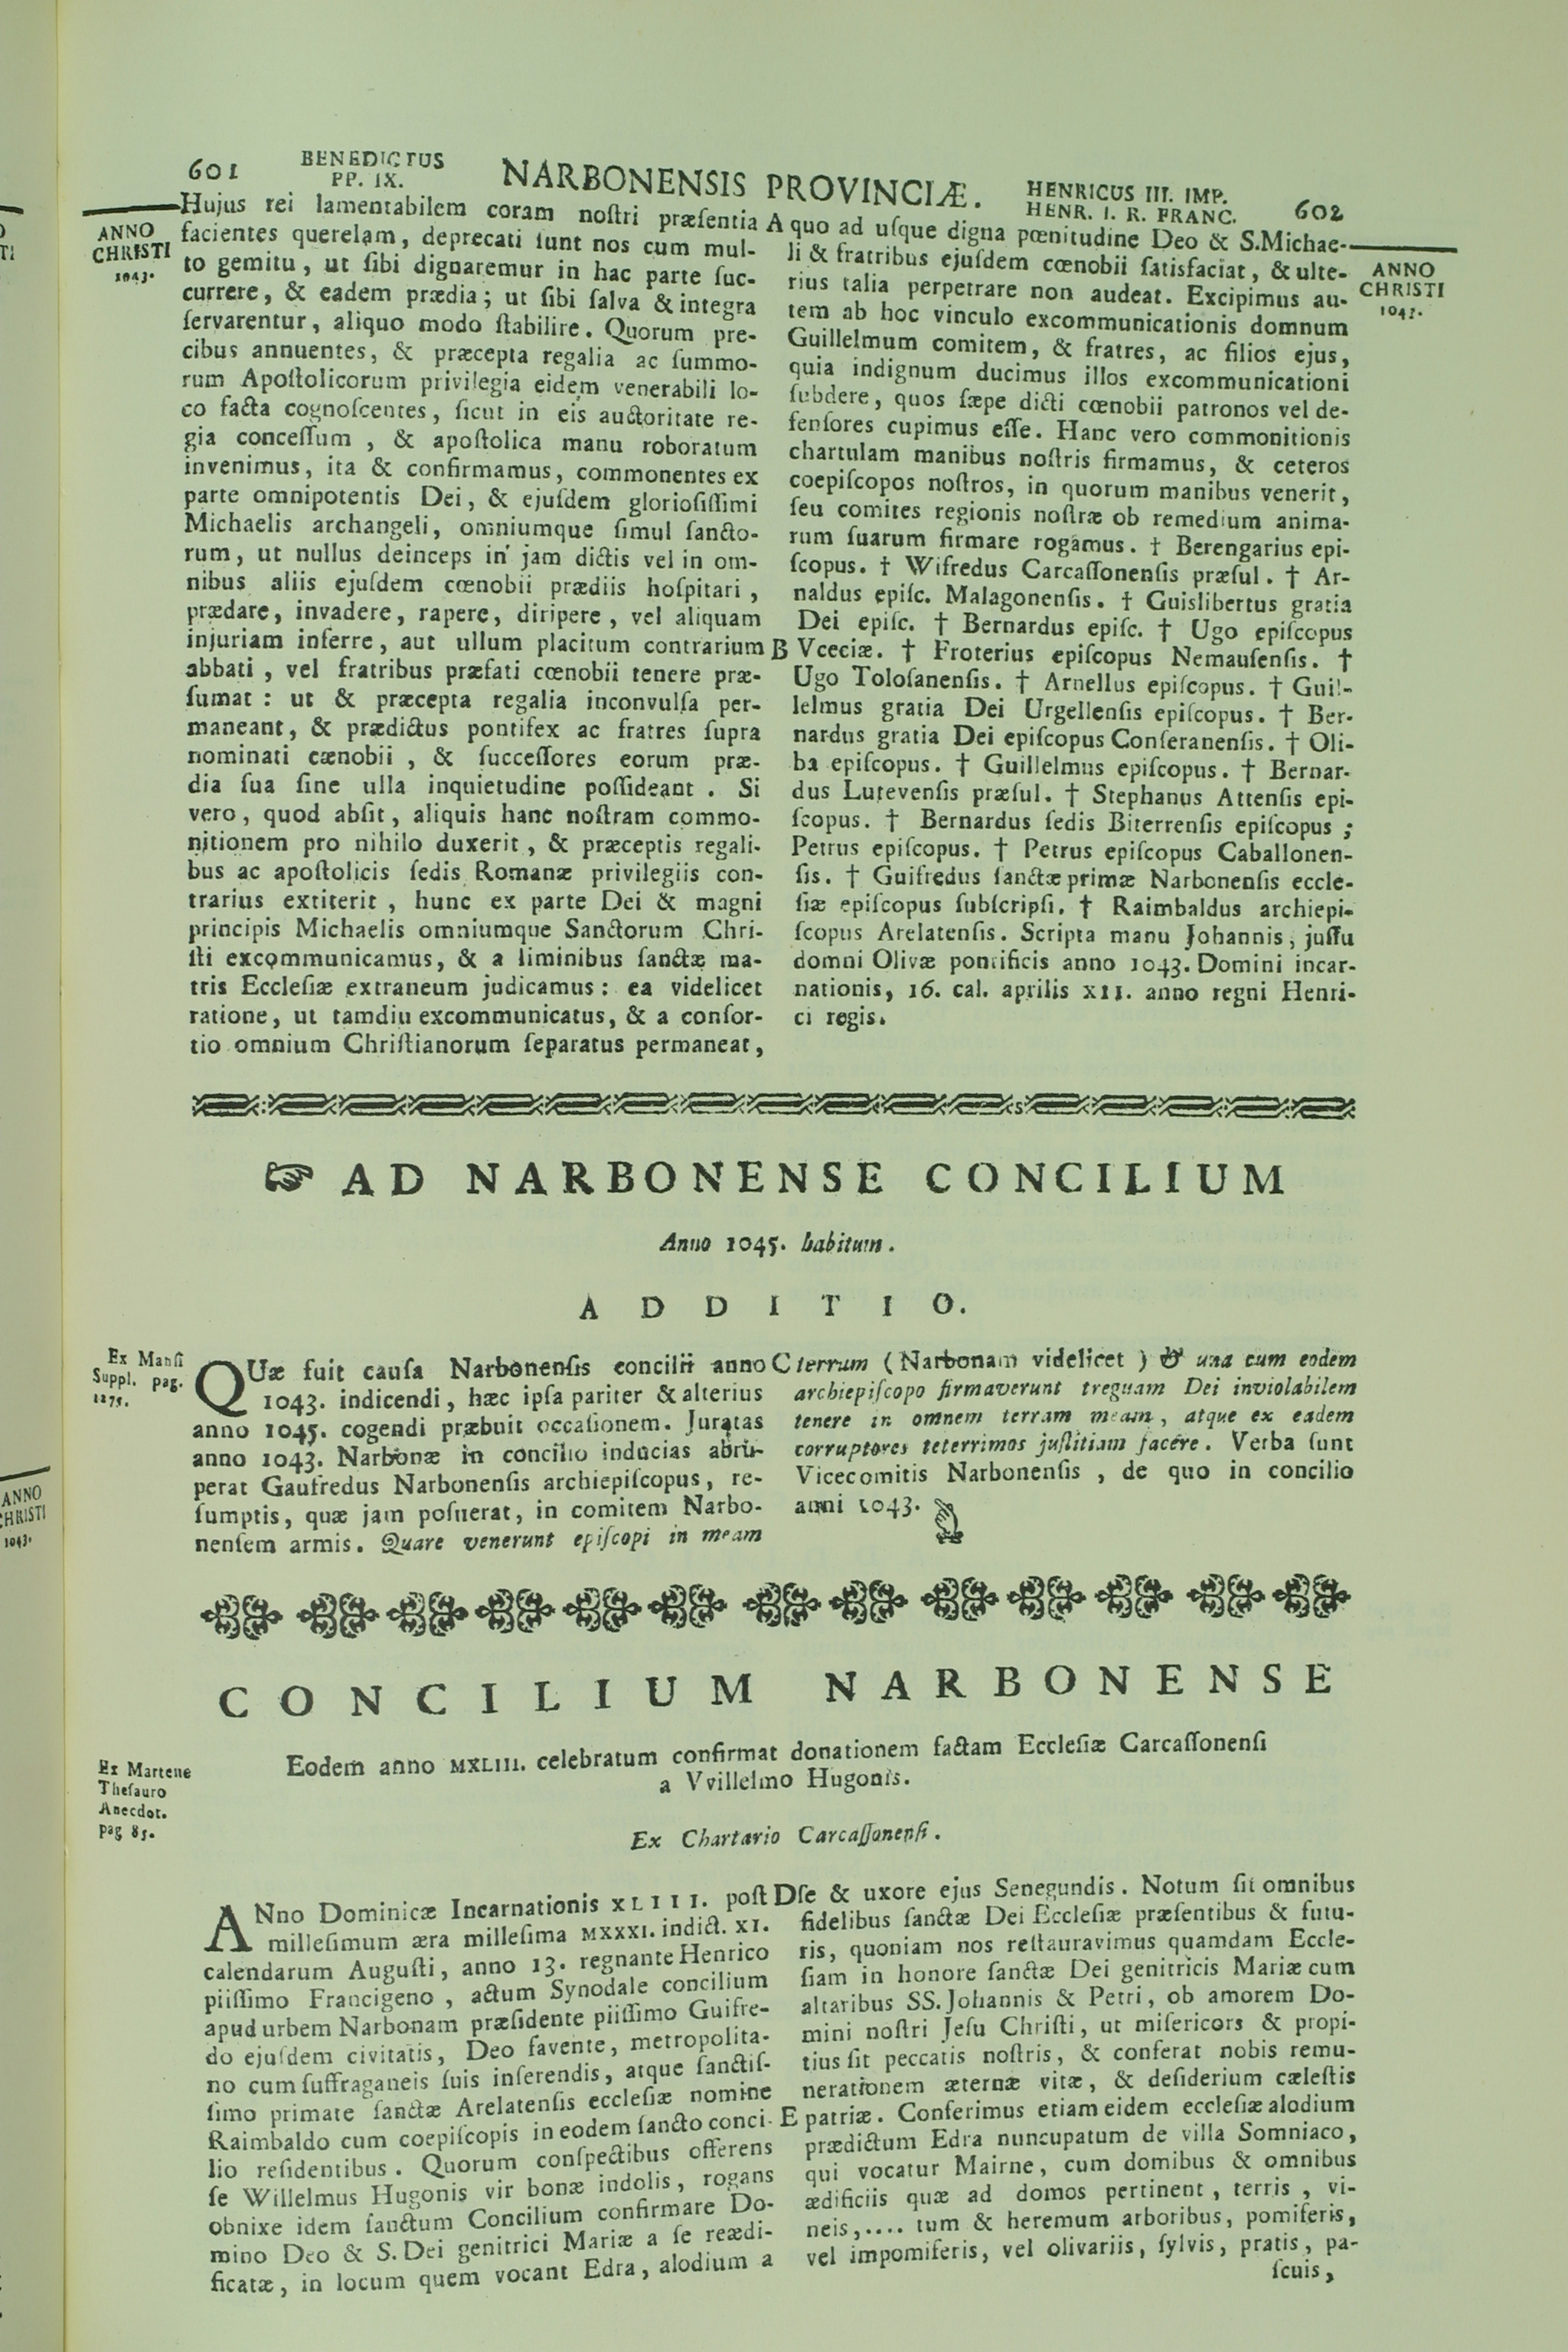 601
BENEDICTUS
PP. IX.
NARBONENSIS PROVINCIÆ.
HENRICUS III. IMP.
HENR. I. R. FRANC.
602
ANNO
CHRISTI
1043.
Hujus rei lamentabilem coram noſtri præſentia
facientes querelam, deprecati ſunt nos cum mul-
to gemitu, ut ſibi dignaremur in hac parte ſuc-
currere, & eadem prædia; ut ſibi ſalva & integra
ſervarentur, aliquo modo ſtabilire. Quorum pre-
cibus annuentes, & præcepta regalia ac ſummo-
rum Apoſtolicorum privilegia eidem venerabili lo-
co facta cognoſcentes, ſicut in eis auctoritate re-
gia conceſſum, & apoſtolica manu roboratum
invenimus, ita & confirmamus, commonentes ex
parte omnipotentis Dei, & ejuſdem glorioſiſſimi
Michaelis archangeli, omniumque ſimul ſancto-
rum, ut nullus deinceps in jam dictis vel in om-
nibus aliis ejuſdem cœnobii prædiis hoſpitari,
prædare, invadere, rapere, diripere, vel aliquam
injuriam inferre, aut ullum placitum contrarium
abbati, vel fratribus præfati cœnobii tenere præ-
ſumat: ut & præcepta regalia inconvulſa per-
maneant, & prædictus pontifex ac fratres ſupra
nominati cænobii, & ſucceſſores eorum præ-
dia ſua ſine ulla inquietudine poſſideant. Si
vero, quod abſit, aliquis hanc noſtram commo-
nitionem pro nihilo duxerit, & præceptis regali-
bus ac apoſtolicis ſedis Romanæ privilegiis con-
trarius extiterit, hunc ex parte Dei & magni
principis Michaelis omniumque Sanctorum Chri-
ſti excommunicamus, & a liminibus ſanctæ ma-
tris Eccleſiæ extraneum judicamus: ea videlicet
ratione, ut tamdiu excommunicatus, & a conſor-
tio omnium Chriſtianorum ſeparatus permaneat,
A quo ad uſque digna pœnitudine Deo & S.Michae-
li & fratribus ejuſdem cœnobii ſatisfaciat, & ulte-
rius talia perpetrare non audeat. Excipimus au-
tem ab hoc vinculo excommunicationis domnum
Guillelmum comitem, & fratres, ac filios ejus,
quia indignum ducimus illos excommunicationi
ſubdere, quos ſæpe dicti cœnobii patronos vel de-
fenſores cupimus eſſe. Hanc vero commonitionis
chartulam manibus noſtris firmamus, & ceteros
coepiſcopos noſtros, in quorum manibus venerit,
ſeu comites regionis noſtræ ob remedium anima-
rum ſuarum firmare rogamus. † Berengarius epi-
ſcopus. † Wifredus Carcaſſonenſis præſul. † Ar-
naldus epiſc. Malagonenſis. † Guislibertus gratia
Dei epiſc. † Bernardus epiſc. † Ugo epiſcopus
B Vceciæ. † Froterius epiſcopus Nemauſenſis. †
Ugo Toloſanenſis. † Arnellus epiſcopus. † Guil-
lelmus gratia Dei Urgellenſis epiſcopus. † Ber-
nardus gratia Dei epiſcopus Conſeranenſis. † Oli-
ba epiſcopus. † Guillelmus epiſcopus. † Bernar-
dus Lutevenſis præſul. † Stephanus Attenſis epi-
ſcopus. † Bernardus ſedis Biterrenſis epiſcopus;
Petrus epiſcopus. † Petrus epiſcopus Caballonen-
ſis. † Guifredus ſanctæ primæ Narbonenſis eccle-
ſiæ epiſcopus ſubſcripſi. † Raimbaldus archiepi-
ſcopus Arelatenſis. Scripta manu Johannis, juſſu
domni Olivæ pontificis anno 1043. Domini incar-
nationis, 16. cal. aprilis XII. anno regni Henri-
ci regis.
ANNO
CHRISTI
1043.
☞ AD NARBONENSE CONCILIUM
Anno 1045. habitum.
ADDITIO.
Ex Manſi
Suppl. pag.
1275.
QUæ fuit cauſa Narbonenſis concilii anno
1043. indicendi, hæc ipſa pariter & alterius
anno 1045. cogendi præbuit occaſionem. Juratas
anno 1043. Narbonæ in concilio inducias abru-
perat Gaufredus Narbonenſis archiepiſcopus, re-
ſumptis, quæ jam poſuerat, in comitem Narbo-
nenſem armis. Quare venerunt epiſcopi in meam
C terram (Narbonam videlicet) & una cum eodem
archiepiſcopo firmaverunt treguam Dei inviolabilem
tenere in omnem terram meam, atque ex eadem
corruptores teterrimos juſtitiam facere. Verba ſunt
Vicecomitis Narbonenſis, de quo in concilio
anni 1043.
CONCILIUM NARBONENSE
Ex Martene
Theſauro
Anecdot.
pag 85.
Eodem anno MXLIII. celebratum confirmat donationem factam Eccleſiæ Carcaſſonenſi
a Vvillelmo Hugonis.
Ex Chartario Carcaſſonenſi.
ANno Dominicæ Incarnationis XLIII. poſt
milleſimum æra milleſima MXXXI. indict. XI.
calendarum Auguſti, anno 13. regnante Henrico
piiſſimo Francigeno, actum Synodale concilium
apud urbem Narbonam præſidente piiſſimo Guifre-
do ejuſdem civitatis, Deo favente, metropolita-
no cum ſuffraganeis ſuis inferendis, atque ſanctiſ-
ſimo primate ſanctæ Arelatenſis eccleſiæ nomine
Raimbaldo cum coepiſcopis in eodem ſancto conci-
lio reſidentibus. Quorum conſpectibus offerens
ſe Willelmus Hugonis vir bonæ indolis, rogans
obnixe idem ſanctum Concilium confirmare Do-
mino Deo & S. Dei genitrici Mariæ a ſe reædi-
ficatæ, in locum quem vocant Edra, alodium a
D ſe & uxore ejus Senegundis. Notum ſit omnibus
fidelibus ſanctæ Dei Eccleſiæ præſentibus & futu-
ris, quoniam nos reſtauravimus quamdam Eccle-
ſiam in honore ſanctæ Dei genitricis Mariæ cum
altaribus SS. Johannis & Petri, ob amorem Do-
mini noſtri Jeſu Chriſti, ut miſericors & propi-
tius ſit peccatis noſtris, & conferat nobis remu-
nerationem æternæ vitæ, & deſiderium cæleſtis
E patriæ. Conferimus etiam eidem eccleſiæ alodium
prædictum Edra nuncupatum de villa Somniaco,
qui vocatur Mairne, cum domibus & omnibus
ædificiis quæ ad domos pertinent, terris, vi-
neis,.... tum & heremum arboribus, pomiferis,
vel impomiferis, vel olivariis, ſylvis, pratis, pa-
ſcuis,
ANNO
CHRISTI
1043.